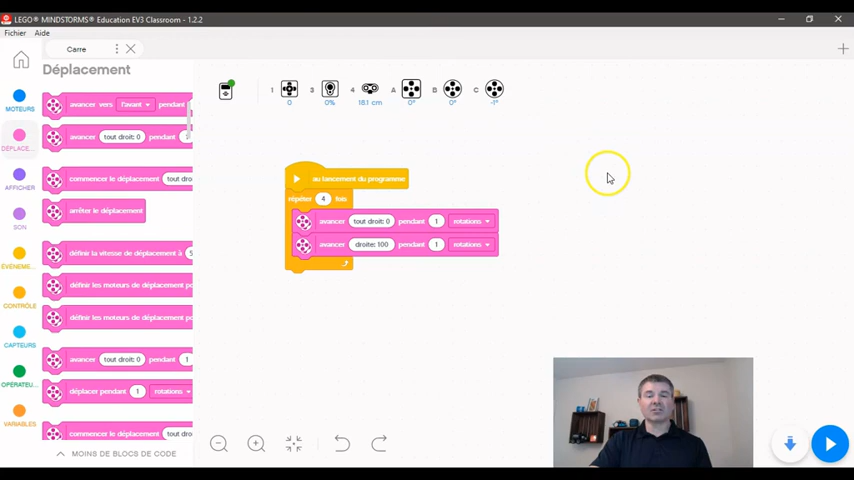 LEGO® MINDSTORMS® Education EV3 Classroom - 1.2.2
Fichier Aide
Carre
Déplacement
1 3 4 A B C
0 0% 18.1 cm 0° 0° -1°
MOTEURS
DÉPLACE...
AFFICHER
SON
ÉVÉNEME...
CONTRÔLE
CAPTEURS
OPÉRATEU...
VARIABLES
avancer vers l'avant pendant
avancer tout droit: 0 pendant
commencer le déplacement tout
arrêter le déplacement
définir la vitesse de déplacement à 5
définir les moteurs de déplacement
définir les moteurs de déplacement
avancer tout droit: 0 pendant 1
déplacer pendant 1 rotations
commencer le déplacement tout
MOINS DE BLOCS DE CODE
au lancement du programme
répéter 4 fois
avancer tout droit: 0 pendant 1 rotations
avancer droite: 100 pendant 1 rotations